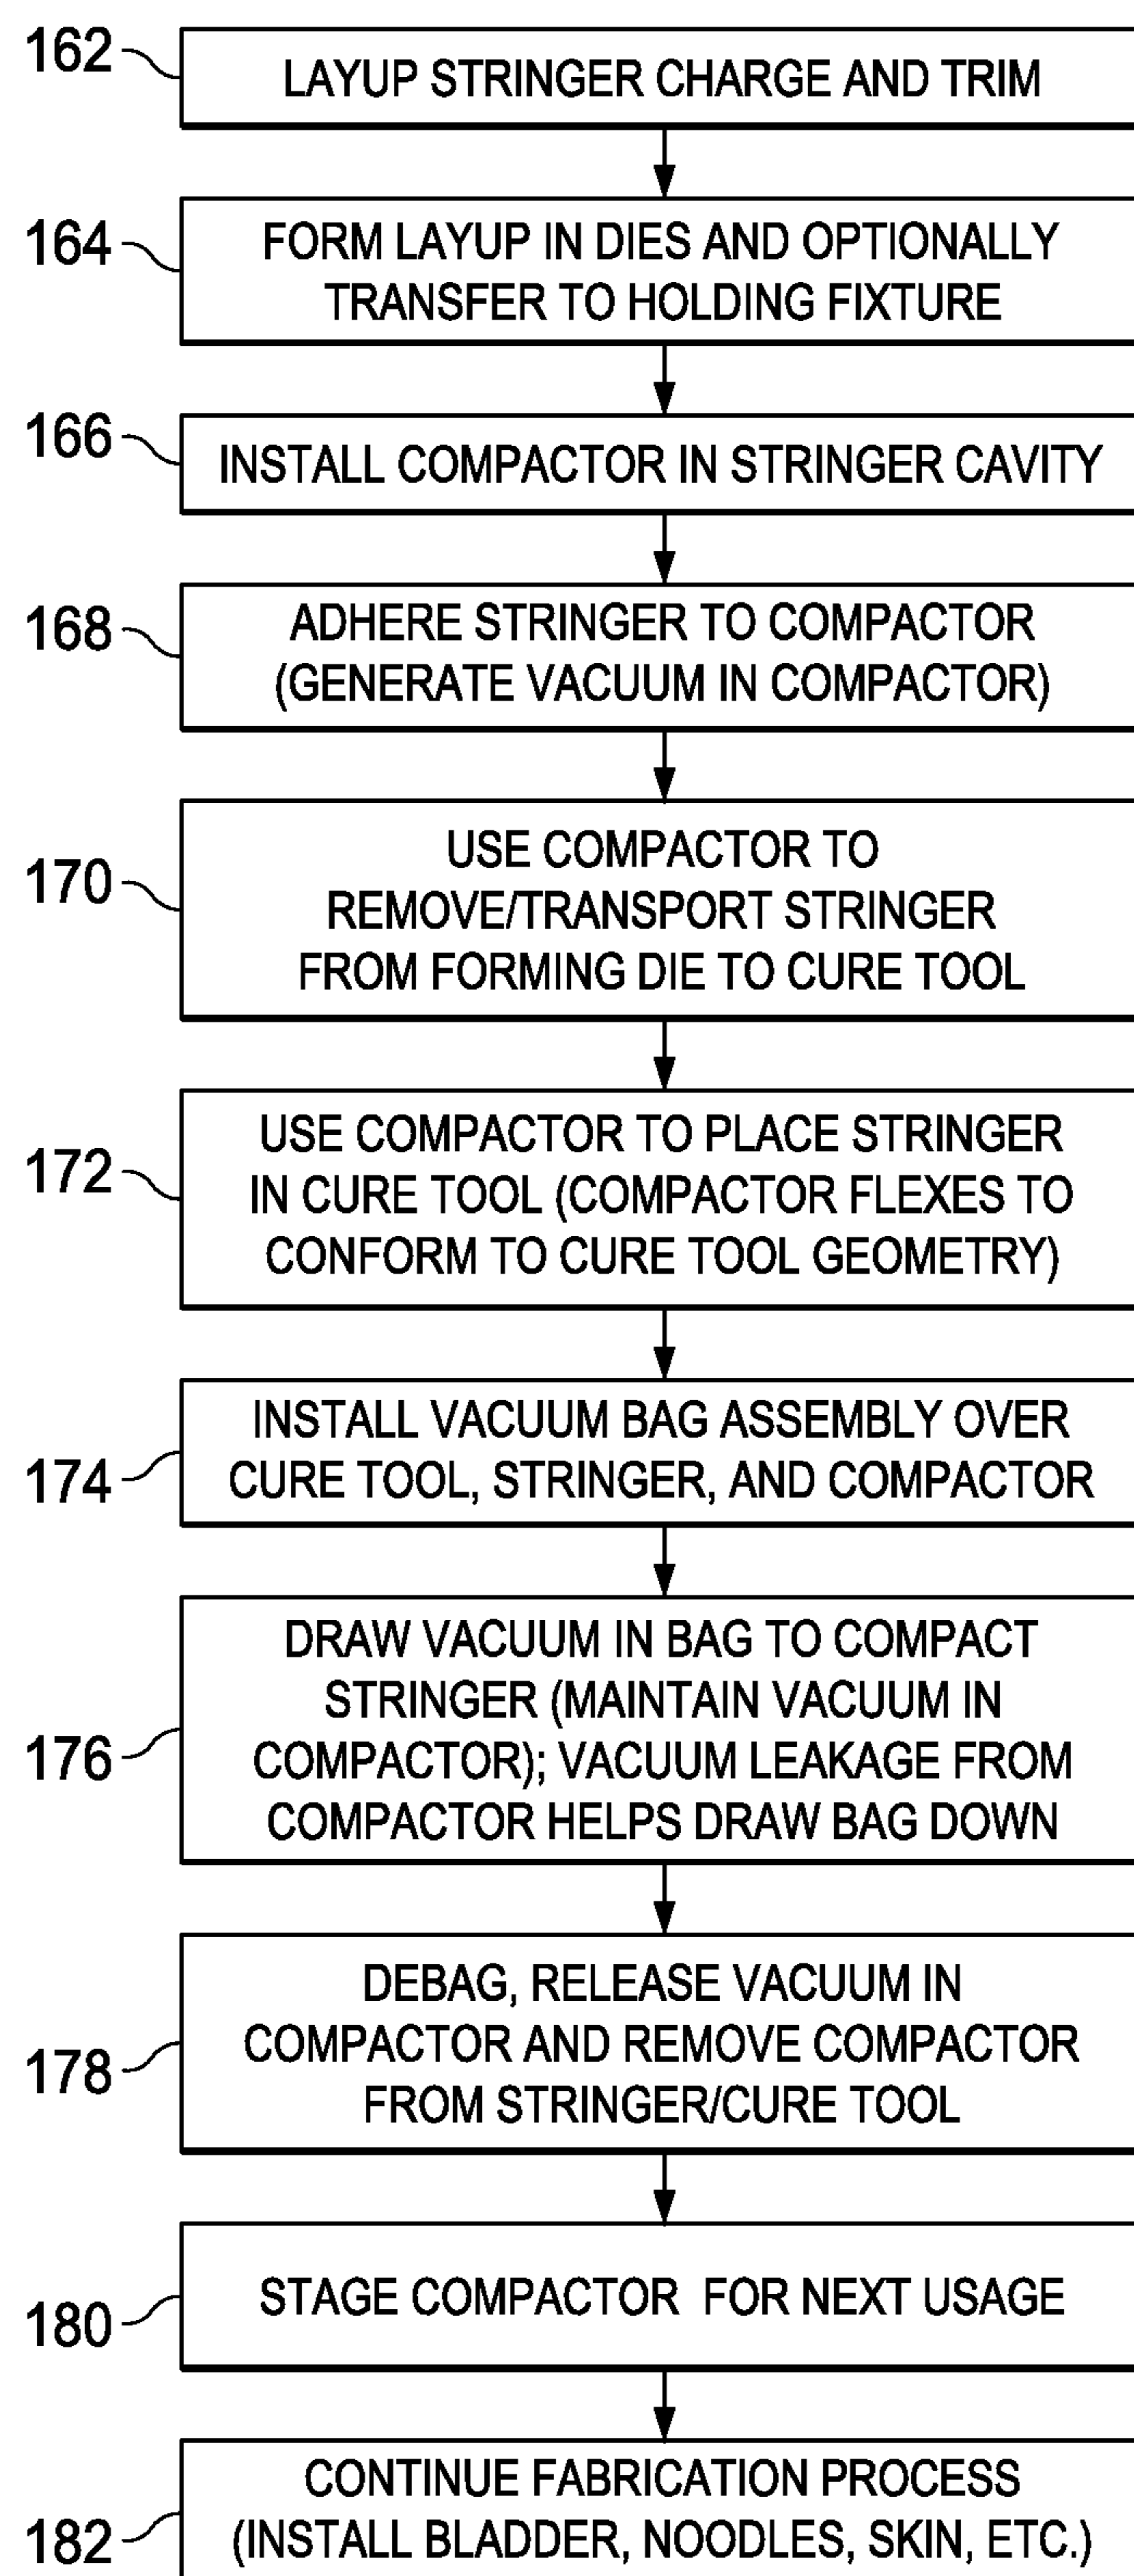 162
LAYUP STRINGER CHARGE AND TRIM
164
FORM LAYUP IN DIES AND OPTIONALLY
TRANSFER TO HOLDING FIXTURE
166
INSTALL COMPACTOR IN STRINGER CAVITY
168
ADHERE STRINGER TO COMPACTOR
(GENERATE VACUUM IN COMPACTOR)
170
USE COMPACTOR TO
REMOVE/TRANSPORT STRINGER
FROM FORMING DIE TO CURE TOOL
172
USE COMPACTOR TO PLACE STRINGER
IN CURE TOOL (COMPACTOR FLEXES TO
CONFORM TO CURE TOOL GEOMETRY)
174
INSTALL VACUUM BAG ASSEMBLY OVER
CURE TOOL, STRINGER, AND COMPACTOR
176
DRAW VACUUM IN BAG TO COMPACT
STRINGER (MAINTAIN VACUUM IN
COMPACTOR); VACUUM LEAKAGE FROM
COMPACTOR HELPS DRAW BAG DOWN
178
DEBAG, RELEASE VACUUM IN
COMPACTOR AND REMOVE COMPACTOR
FROM STRINGER/CURE TOOL
180
STAGE COMPACTOR FOR NEXT USAGE
182
CONTINUE FABRICATION PROCESS
(INSTALL BLADDER, NOODLES, SKIN, ETC.)